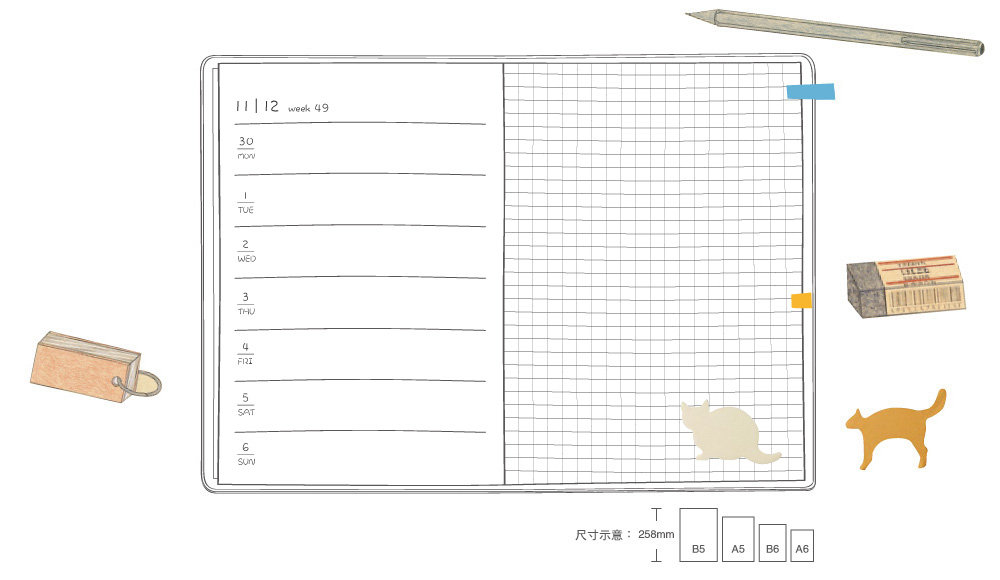 11 | 12 week 49
30
MON
1
TUE
2
WED
3
THU
4
FRI
5
SAT
6
SUN
尺寸示意： 258mm
B5 A5 B6 A6